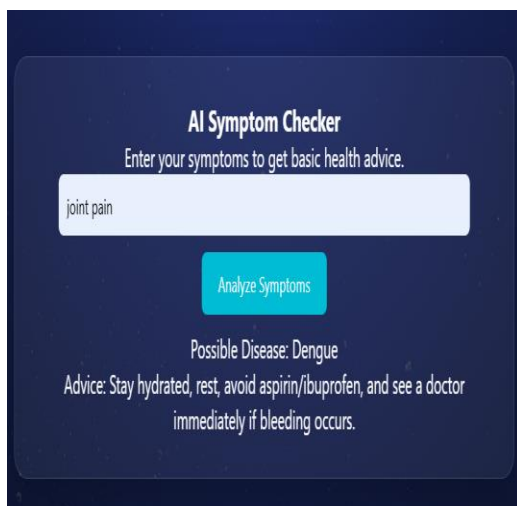 AI Symptom Checker
Enter your symptoms to get basic health advice.
joint pain
Analyze Symptoms
Possible Disease: Dengue
Advice: Stay hydrated, rest, avoid aspirin/ibuprofen, and see a doctor
immediately if bleeding occurs.